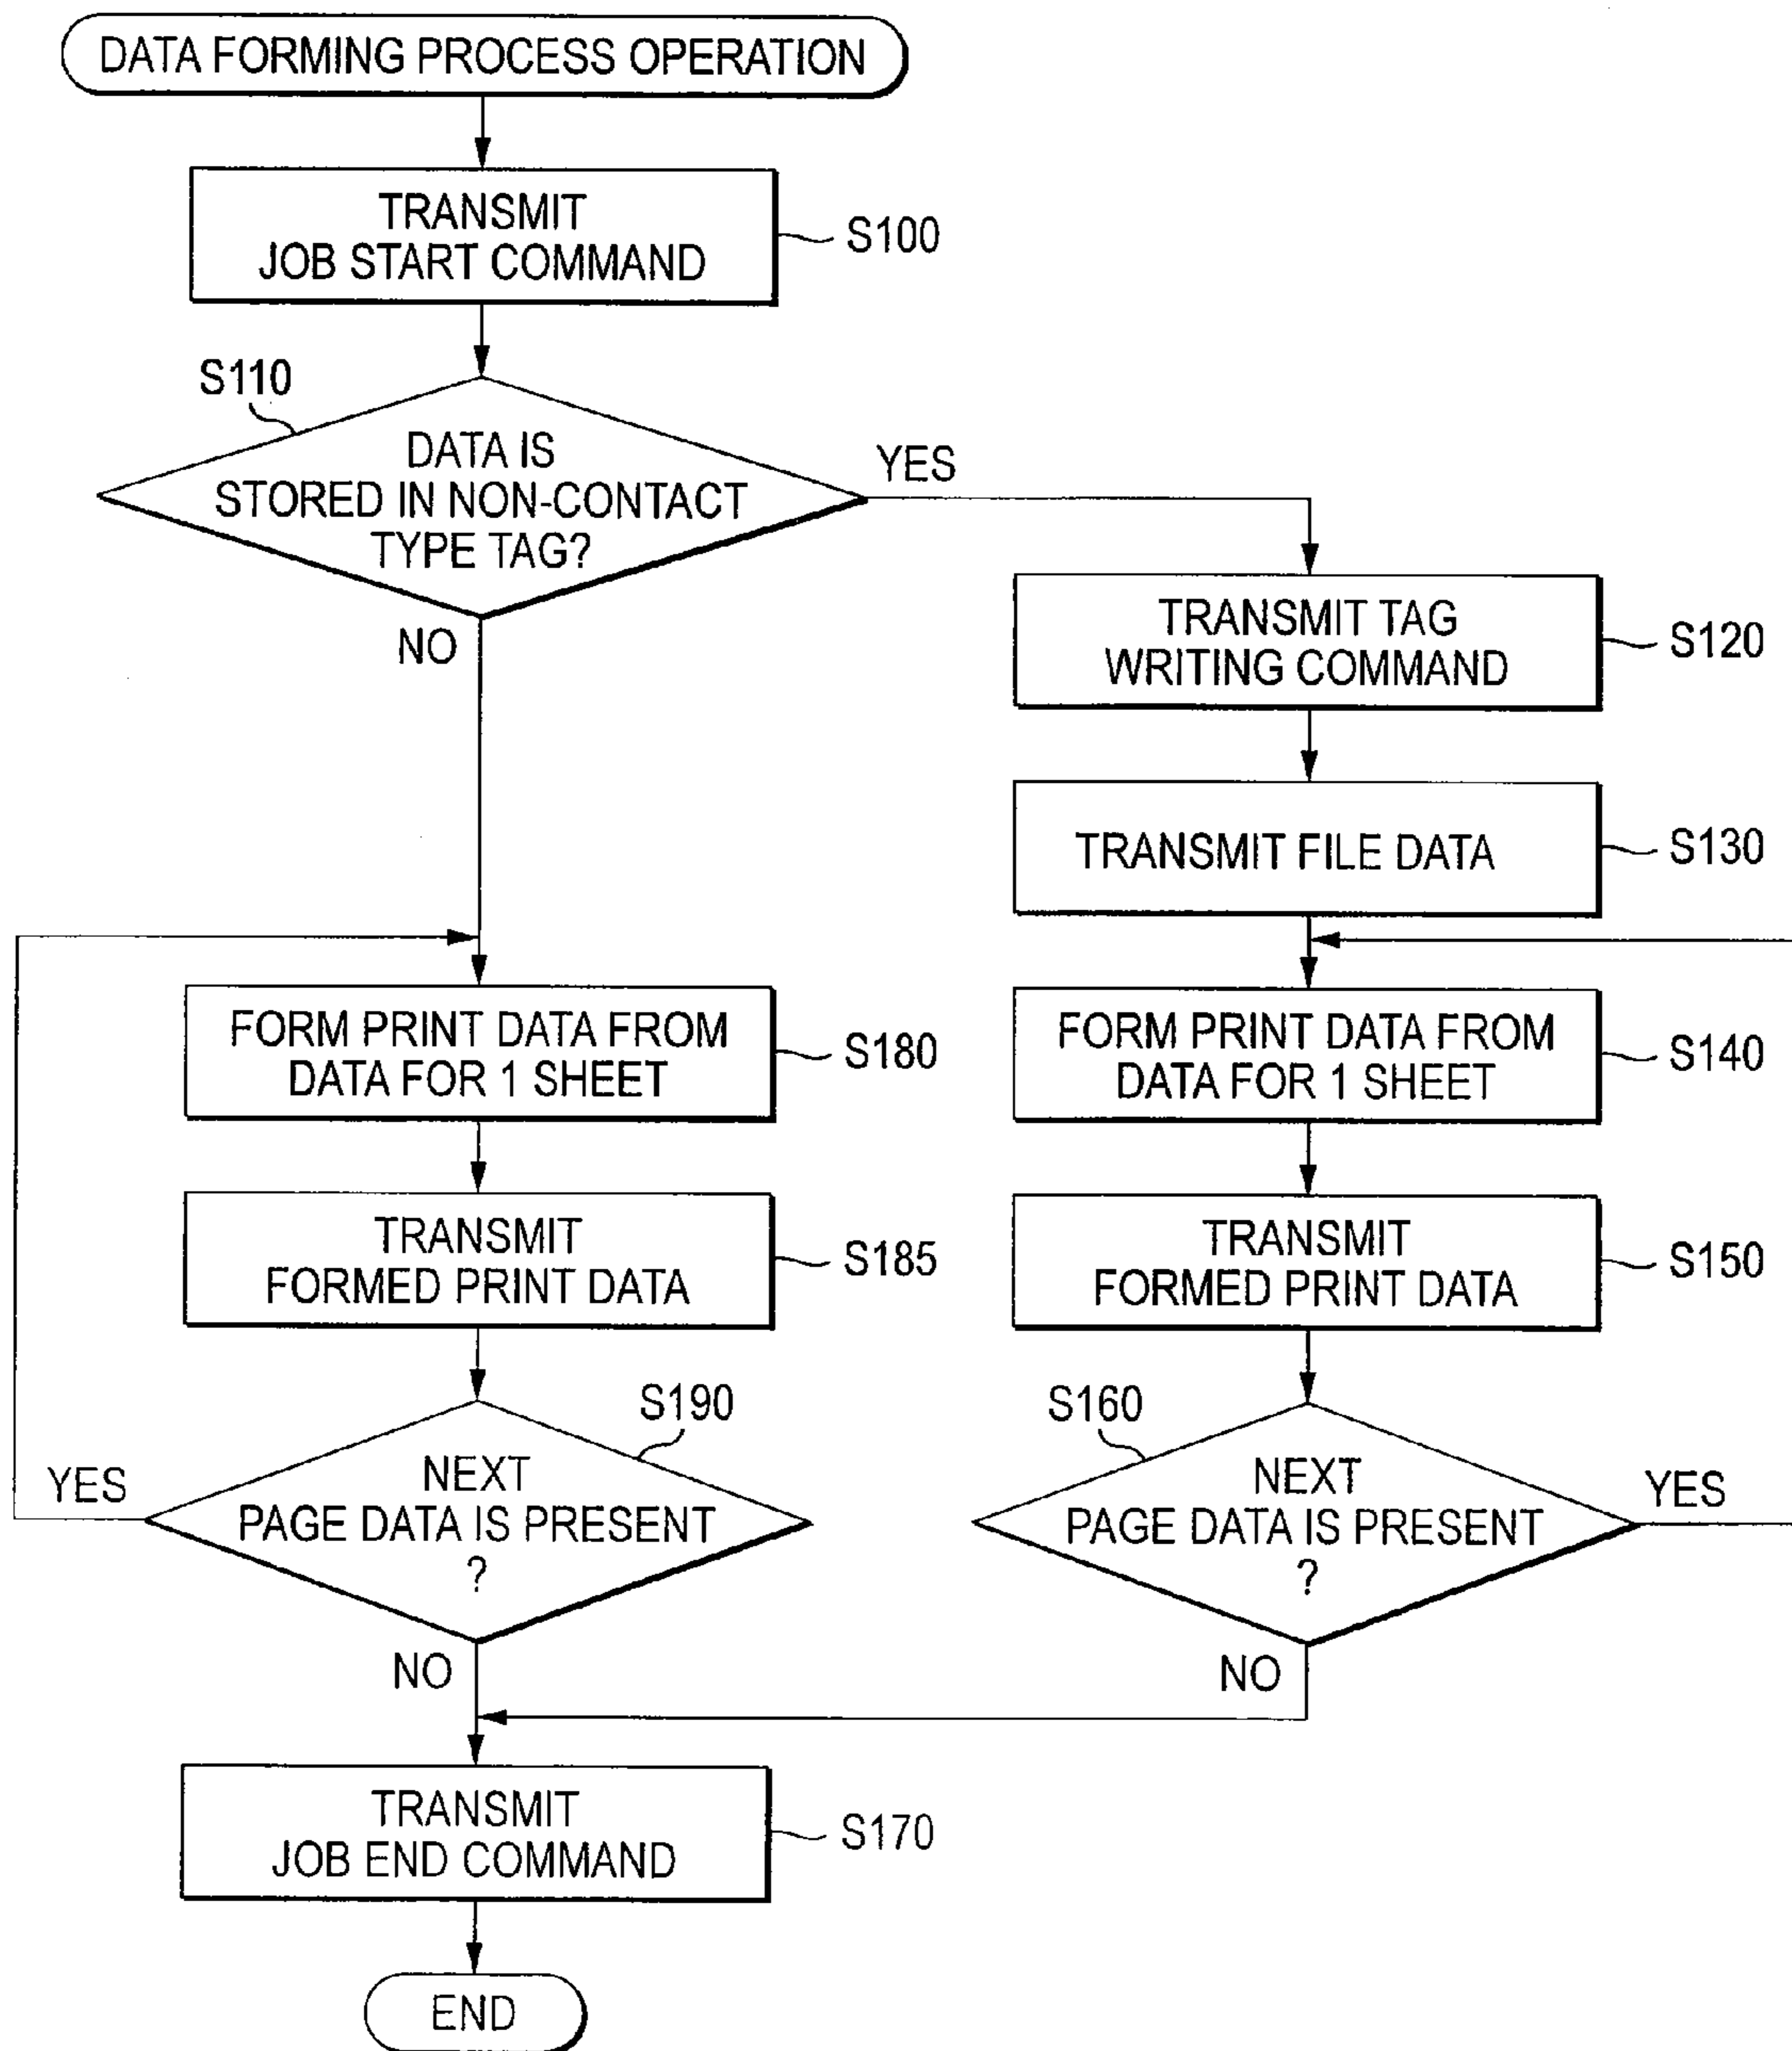 DATA FORMING PROCESS OPERATION
TRANSMIT
JOB START COMMAND
S100
S110
DATA IS
STORED IN NON-CONTACT
TYPE TAG?
YES
NO
TRANSMIT TAG
WRITING COMMAND
S120
TRANSMIT FILE DATA
S130
FORM PRINT DATA FROM
DATA FOR 1 SHEET
S180
FORM PRINT DATA FROM
DATA FOR 1 SHEET
S140
TRANSMIT
FORMED PRINT DATA
S185
TRANSMIT
FORMED PRINT DATA
S150
S190
NEXT
PAGE DATA IS PRESENT
?
YES
NO
S160
NEXT
PAGE DATA IS PRESENT
?
YES
NO
TRANSMIT
JOB END COMMAND
S170
END